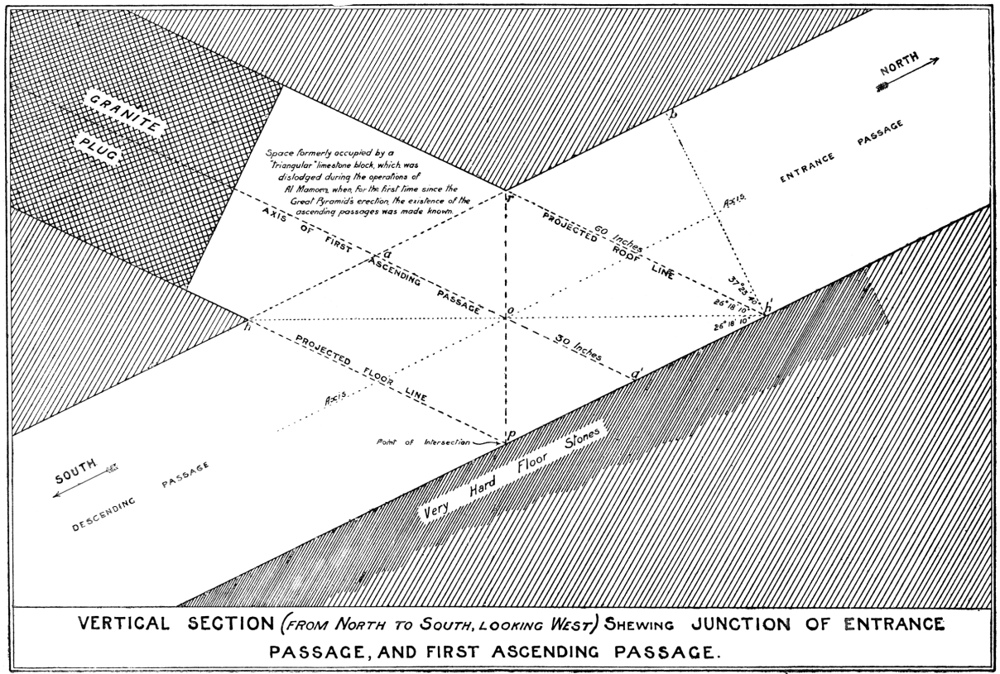 NORTH
b
GRANITE
PLUG
ENTRANCE PASSAGE
Space formerly occupied by a
"triangular" limestone block, which was
dislodged during the operations of
Al Mamoon, when, for the first time since the
Great Pyramid's erection, the existence of the
ascending passages was made known.
r
Axis.
AXIS OF FIRST ASCENDING PASSAGE
60 Inches
PROJECTED ROOF LINE
a
37° 23' 40"
26° 18' 10"
26° 18' 10"
h'
o
h
30 Inches
PROJECTED FLOOR LINE
a'
Axis.
p
Point of Intersection
Very Hard Floor Stones
SOUTH
DESCENDING PASSAGE
VERTICAL SECTION (FROM NORTH TO SOUTH, LOOKING WEST) SHEWING JUNCTION OF ENTRANCE
PASSAGE, AND FIRST ASCENDING PASSAGE.